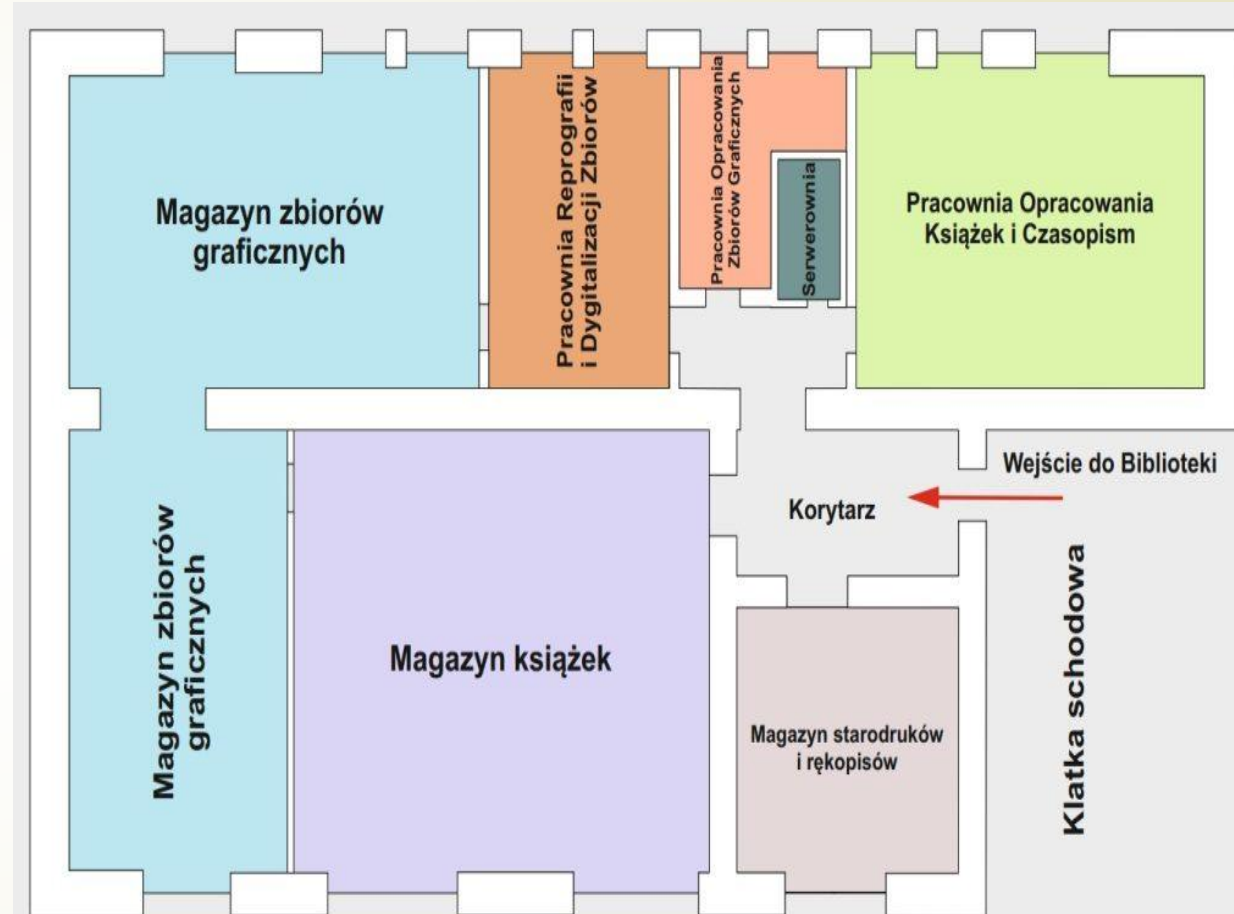 Magazyn zbiorów
graficznych
Pracownia Reprografii
i Dygitalizacji Zbiorów
Pracownia Opracowania
Zbiorów Graficznych
Serwerownia
Pracownia Opracowania
Książek i Czasopism
Wejście do Biblioteki
Korytarz
Klatka schodowa
Magazyn zbiorów
graficznych
Magazyn książek
Magazyn starodruków
i rękopisów